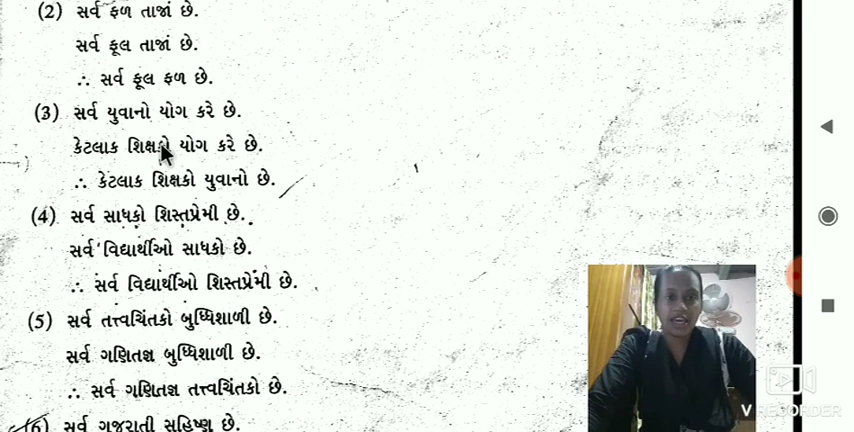 (2) સર્વ ફળ તાજાં છે.
સર્વ ફૂલ તાજાં છે.
∴ સર્વ ફૂલ ફળ છે.
(3) સર્વ યુવાનો યોગ કરે છે.
કેટલાક શિક્ષકો યોગ કરે છે.
∴ કેટલાક શિક્ષકો યુવાનો છે.
(4) સર્વ સાધકો શિસ્તપ્રેમી છે.
સર્વ વિદ્યાર્થીઓ સાધકો છે.
∴ સર્વ વિદ્યાર્થીઓ શિસ્તપ્રેમી છે.
(5) સર્વ તત્ત્વચિંતકો બુધ્ધિશાળી છે.
સર્વ ગણિતજ્ઞ બુધ્ધિશાળી છે.
∴ સર્વ ગણિતજ્ઞ તત્ત્વચિંતકો છે.
(6) સર્વ ગુજરાતી સહિષ્ણુ છે.
V RECORDER